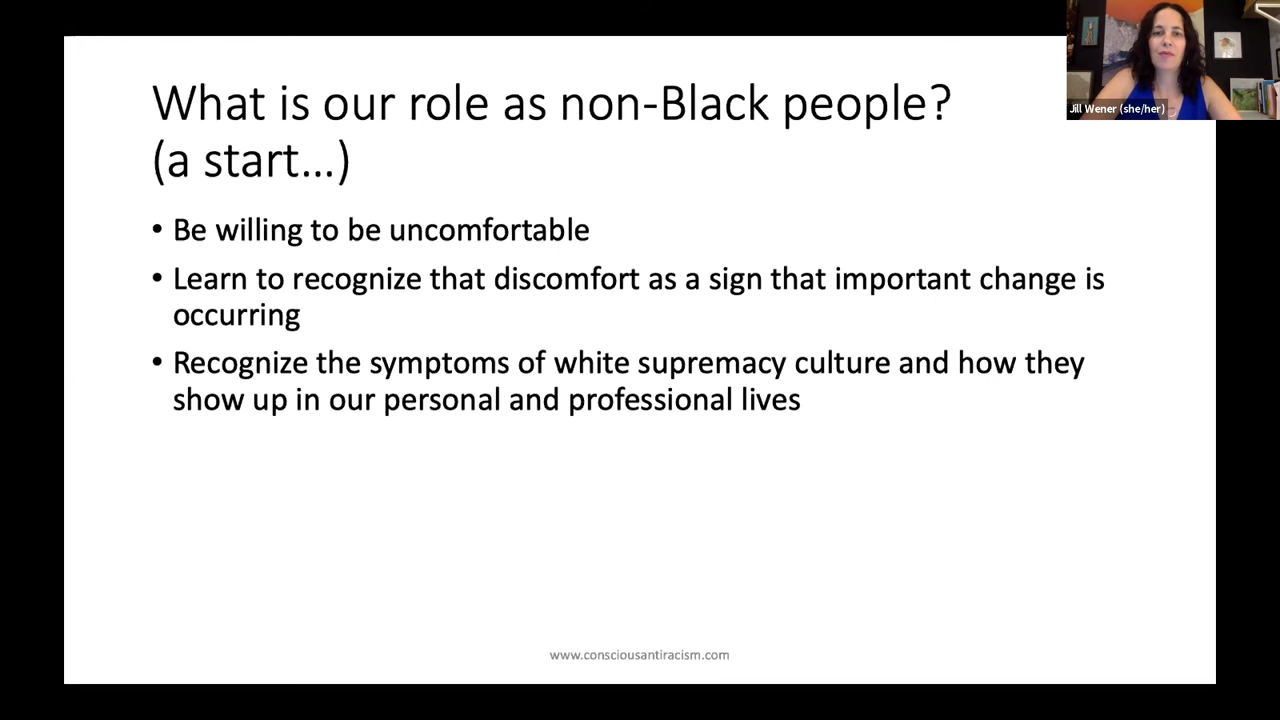 What is our role as non-Black people?
(a start...)
• Be willing to be uncomfortable
• Learn to recognize that discomfort as a sign that important change is
occurring
• Recognize the symptoms of white supremacy culture and how they
show up in our personal and professional lives
www.consciousantiracism.com
Jill Wener (she/her)